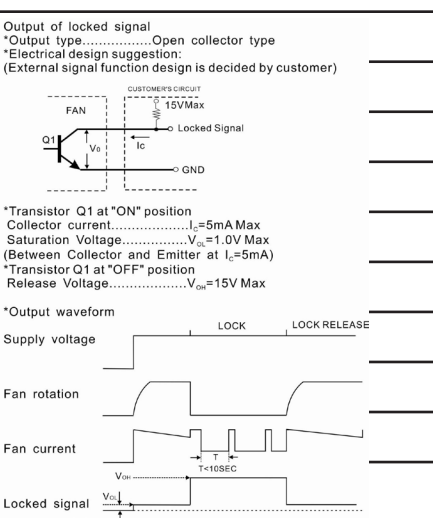 Output of locked signal
*Output type................Open collector type
*Electrical design suggestion:
(External signal function design is decided by customer)
CUSTOMER'S CIRCUIT
FAN
15VMax
Q1
Vo
Ic
Locked Signal
GND
*Transistor Q1 at "ON" position
Collector current..................Ic=5mA Max
Saturation Voltage...............VOL=1.0V Max
(Between Collector and Emitter at Ic=5mA)
*Transistor Q1 at "OFF" position
Release Voltage..................VOH=15V Max
*Output waveform
LOCK
LOCK RELEASE
Supply voltage
Fan rotation
Fan current
T
T<10SEC
VOH
VOL
Locked signal